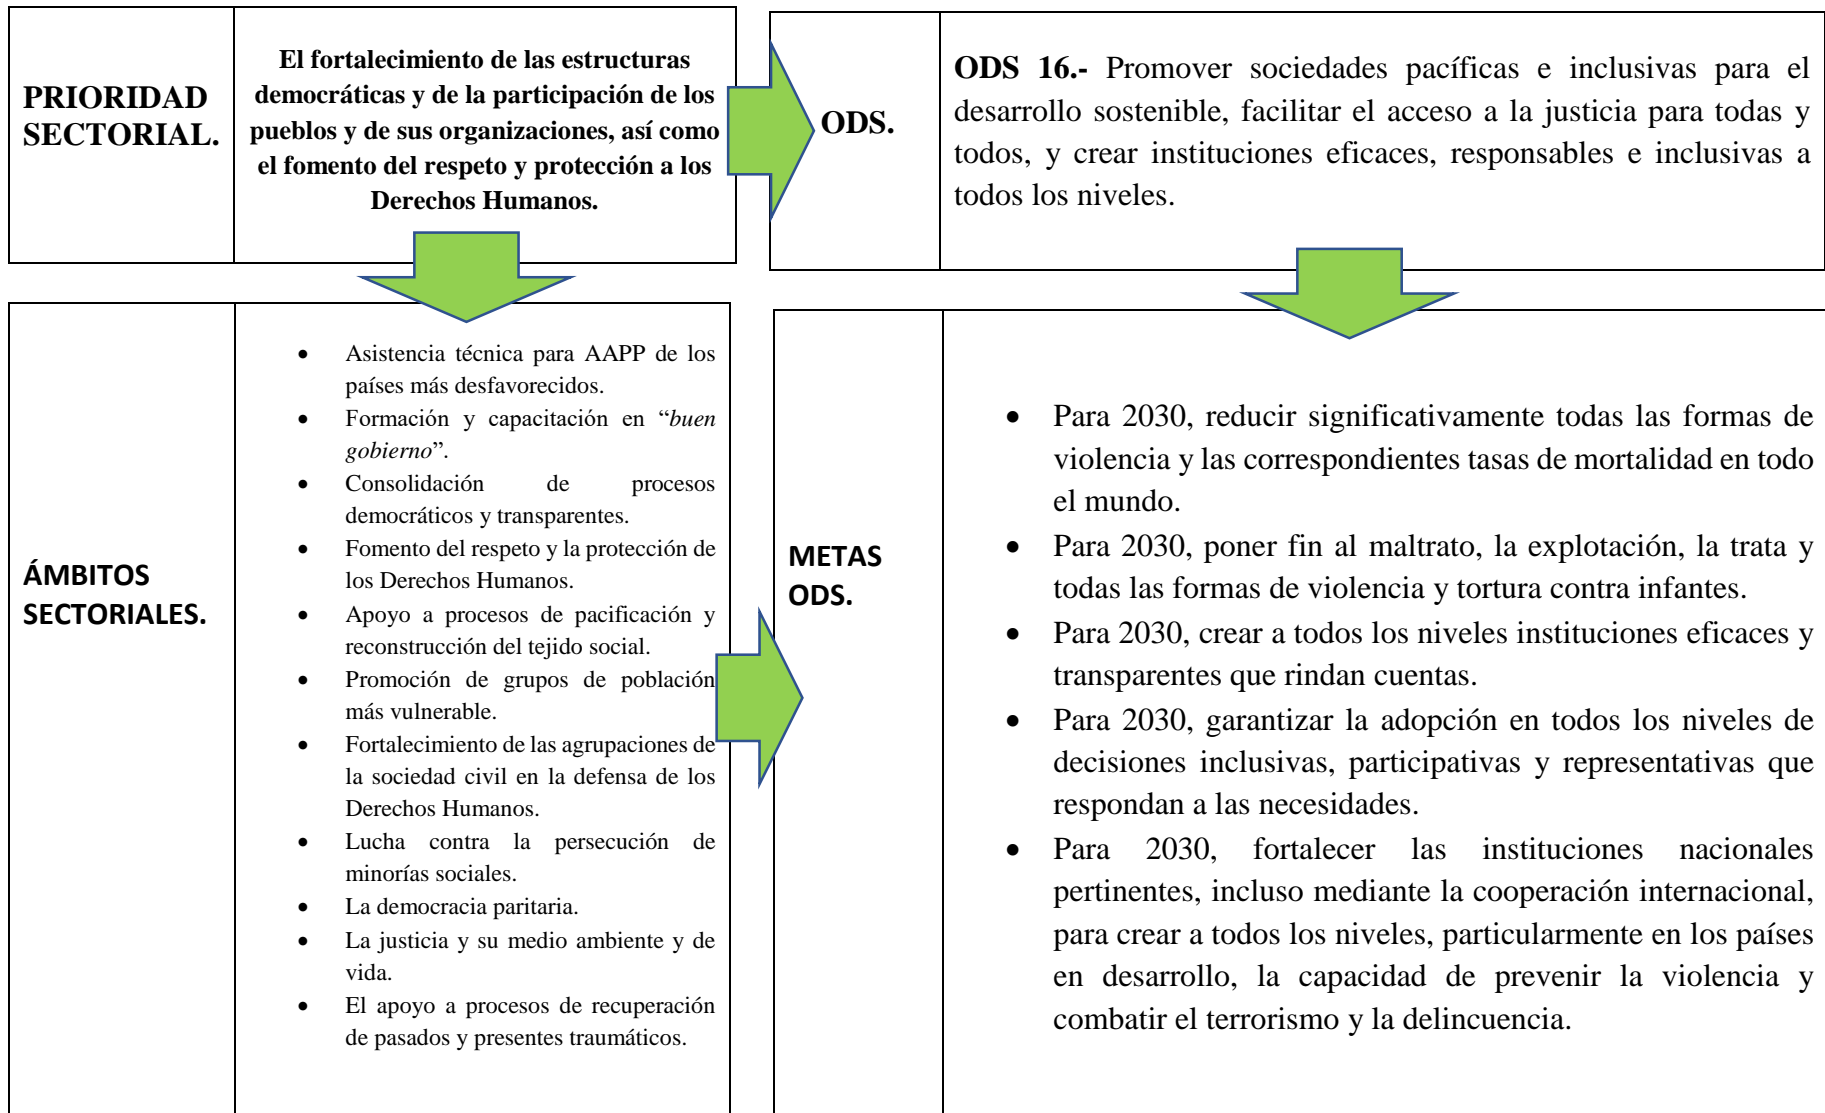 PRIORIDAD
SECTORIAL.
El fortalecimiento de las estructuras
democráticas y de la participación de los
pueblos y de sus organizaciones, así como
el fomento del respeto y protección a los
Derechos Humanos.
ODS.
ODS 16.- Promover sociedades pacíficas e inclusivas para el
desarrollo sostenible, facilitar el acceso a la justicia para todas y
todos, y crear instituciones eficaces, responsables e inclusivas a
todos los niveles.
ÁMBITOS
SECTORIALES.
• Asistencia técnica para AAPP de los
países más desfavorecidos.
• Formación y capacitación en “buen
gobierno”.
• Consolidación de procesos
democráticos y transparentes.
• Fomento del respeto y la protección de
los Derechos Humanos.
• Apoyo a procesos de pacificación y
reconstrucción del tejido social.
• Promoción de grupos de población
más vulnerable.
• Fortalecimiento de las agrupaciones de
la sociedad civil en la defensa de los
Derechos Humanos.
• Lucha contra la persecución de
minorías sociales.
• La democracia paritaria.
• La justicia y su medio ambiente y de
vida.
• El apoyo a procesos de recuperación
de pasados y presentes traumáticos.
METAS
ODS.
• Para 2030, reducir significativamente todas las formas de
violencia y las correspondientes tasas de mortalidad en todo
el mundo.
• Para 2030, poner fin al maltrato, la explotación, la trata y
todas las formas de violencia y tortura contra infantes.
• Para 2030, crear a todos los niveles instituciones eficaces y
transparentes que rindan cuentas.
• Para 2030, garantizar la adopción en todos los niveles de
decisiones inclusivas, participativas y representativas que
respondan a las necesidades.
• Para 2030, fortalecer las instituciones nacionales
pertinentes, incluso mediante la cooperación internacional,
para crear a todos los niveles, particularmente en los países
en desarrollo, la capacidad de prevenir la violencia y
combatir el terrorismo y la delincuencia.